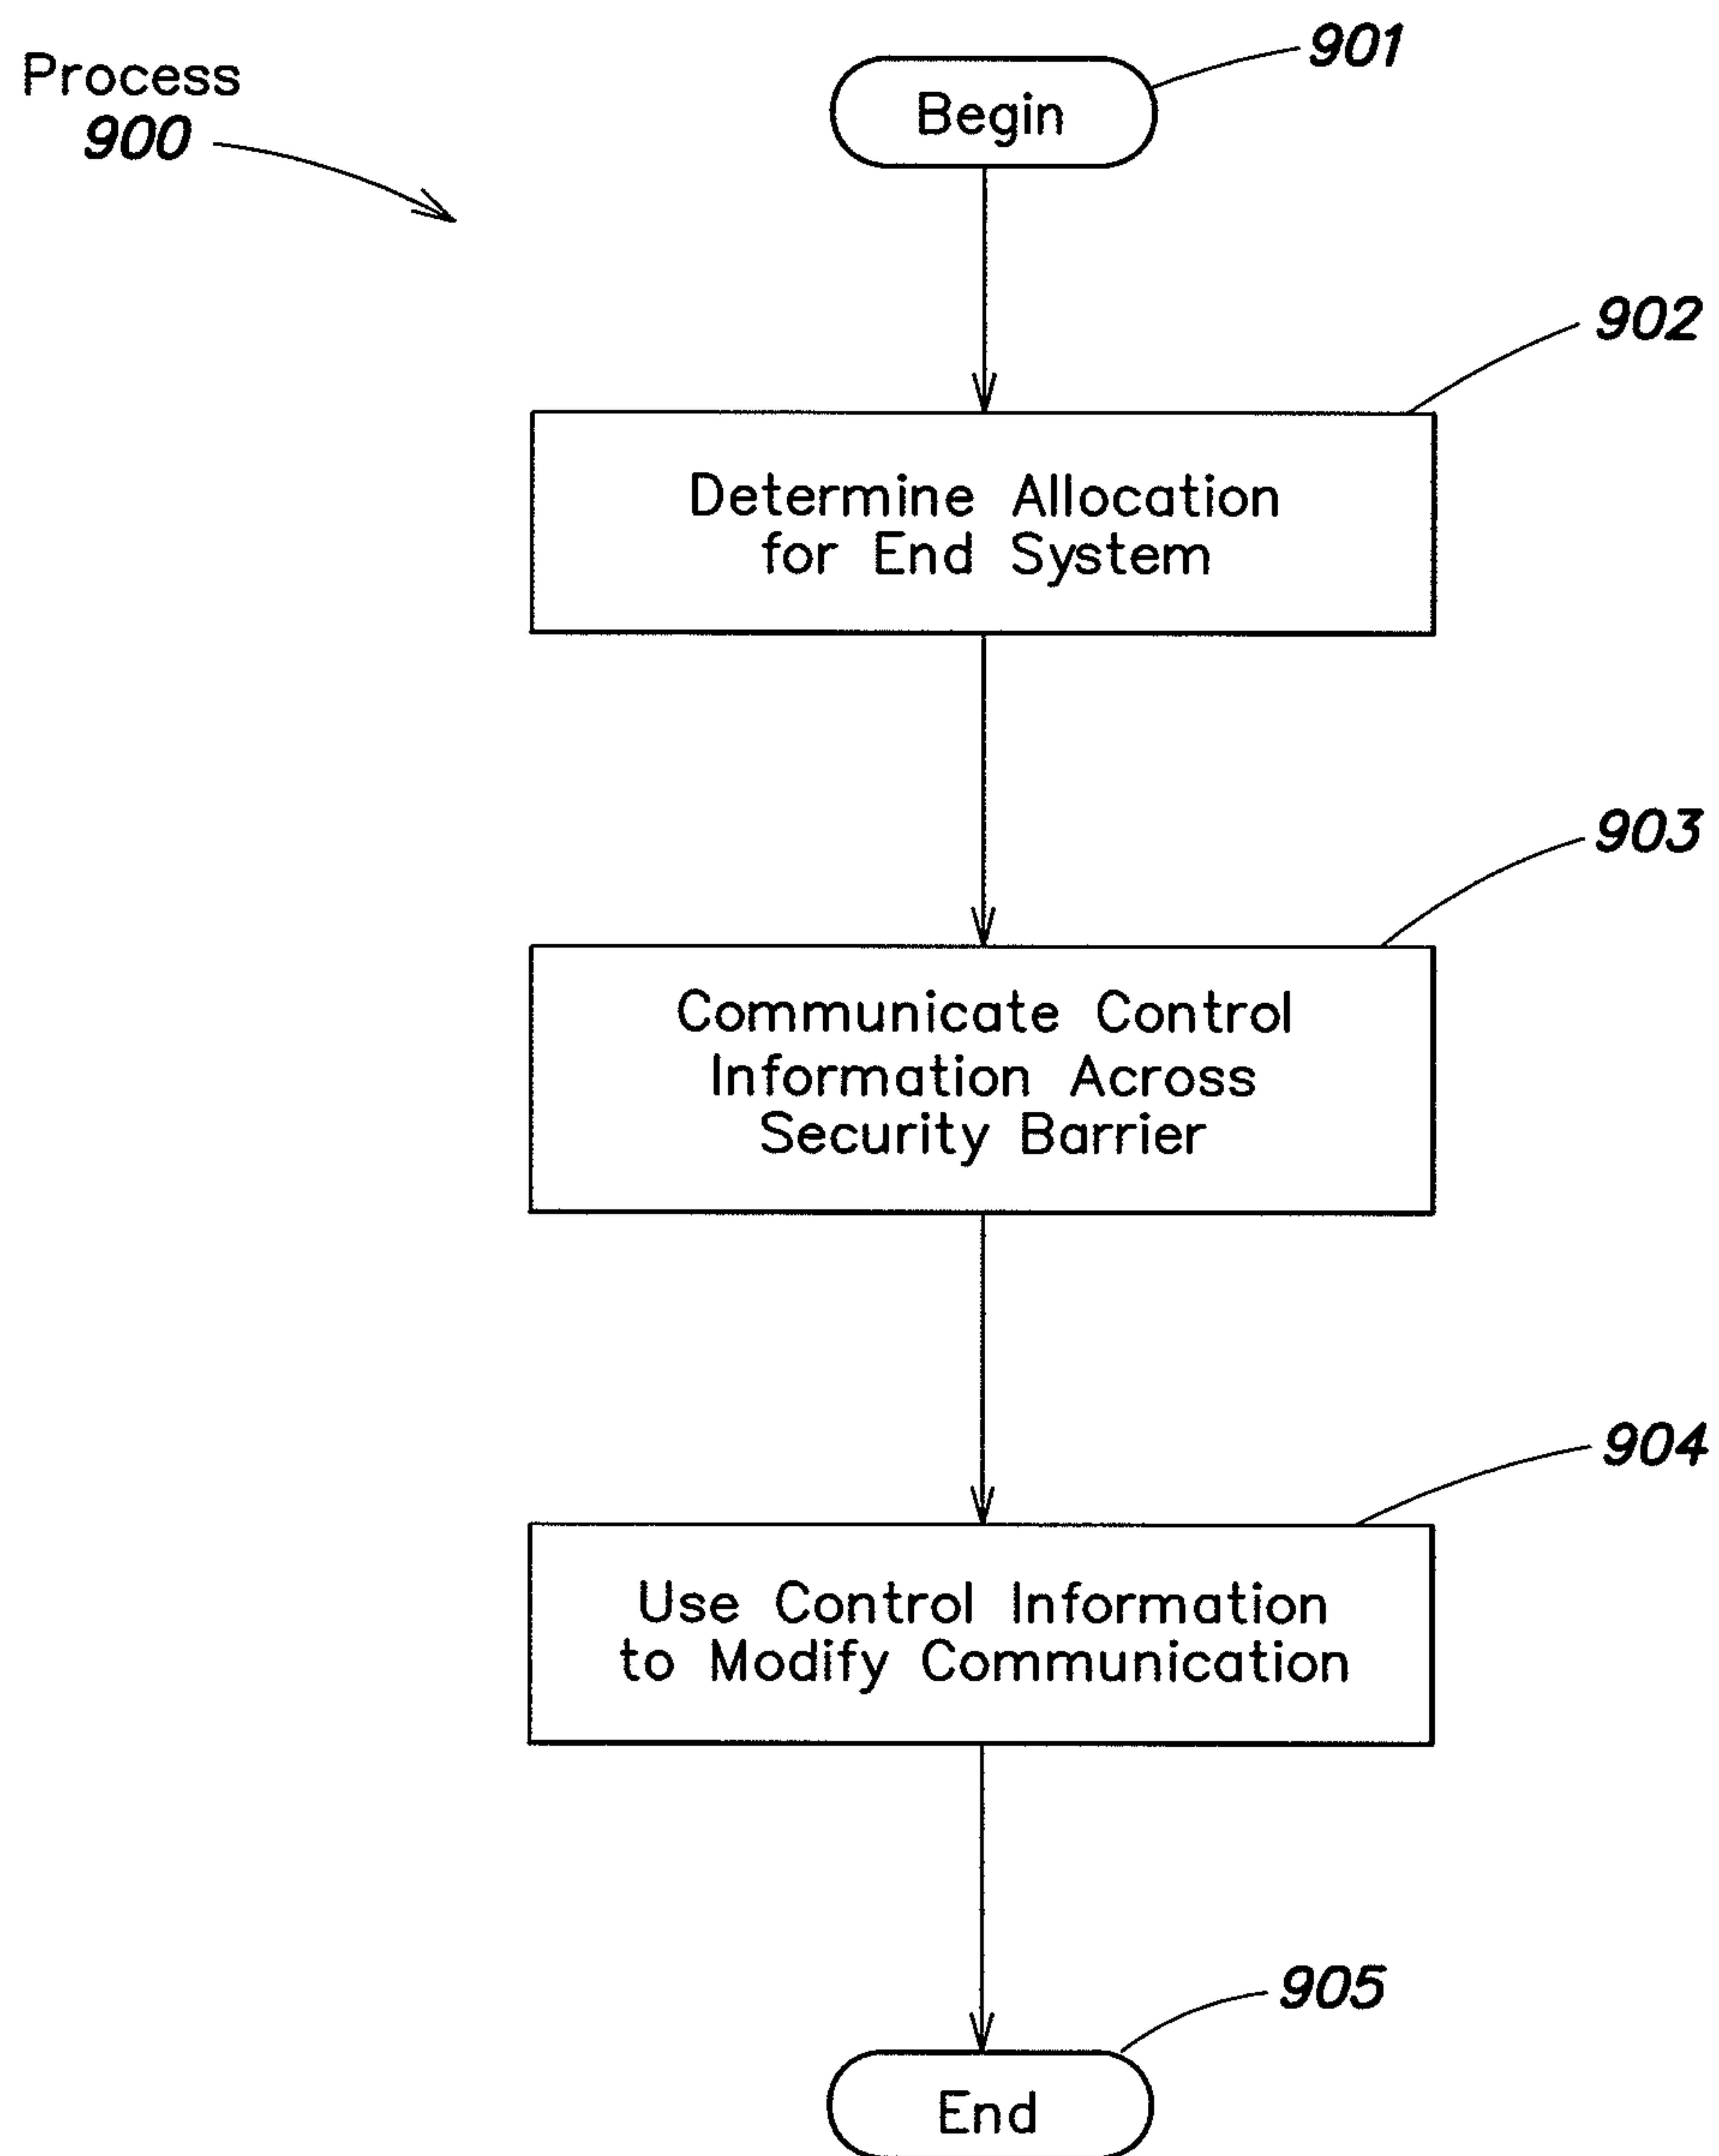 Process
900
901
Begin
902
Determine Allocation
for End System
903
Communicate Control
Information Across
Security Barrier
904
Use Control Information
to Modify Communication
905
End